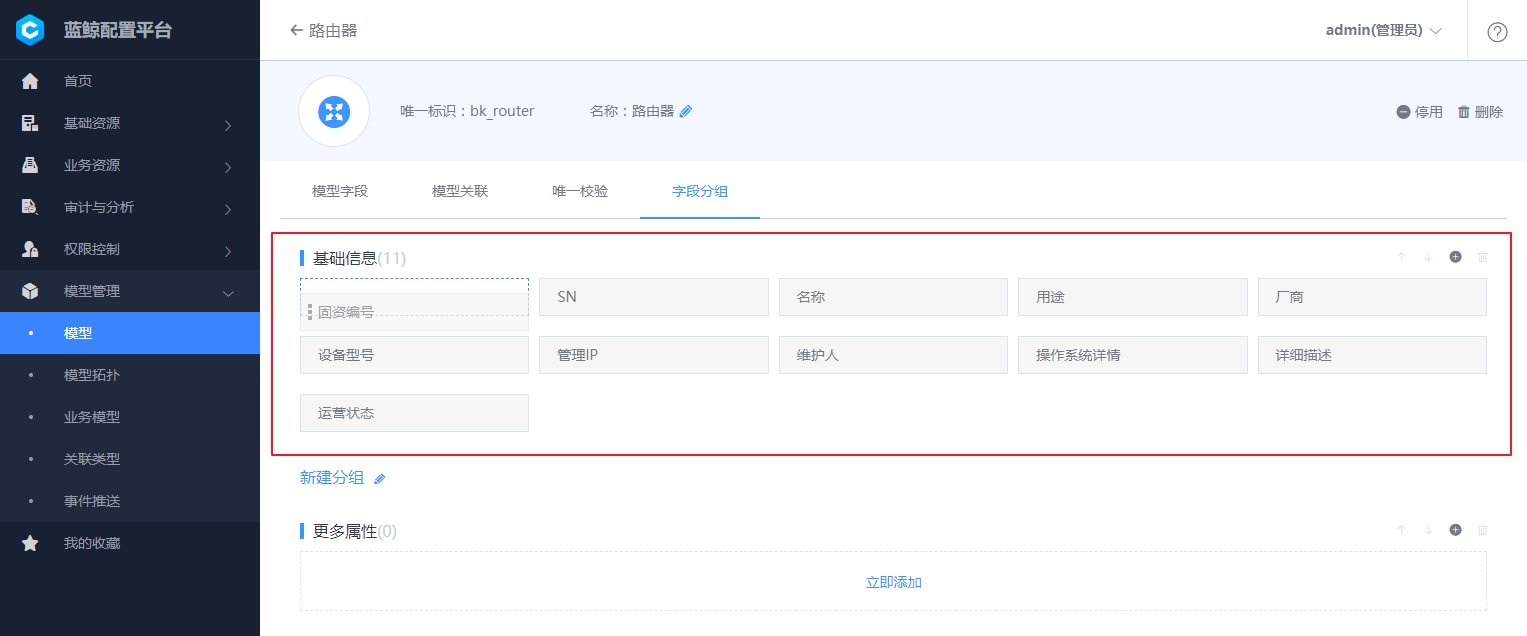 蓝鲸配置平台
首页
基础资源
业务资源
审计与分析
权限控制
模型管理
模型
模型拓扑
业务模型
关联类型
事件推送
我的收藏
路由器
admin(管理员)
唯一标识：bk_router
名称：路由器
停用
删除
模型字段
模型关联
唯一校验
字段分组
基础信息(11)
固资编号
SN
名称
用途
厂商
设备型号
管理IP
维护人
操作系统详情
详细描述
运营状态
新建分组
更多属性(0)
立即添加